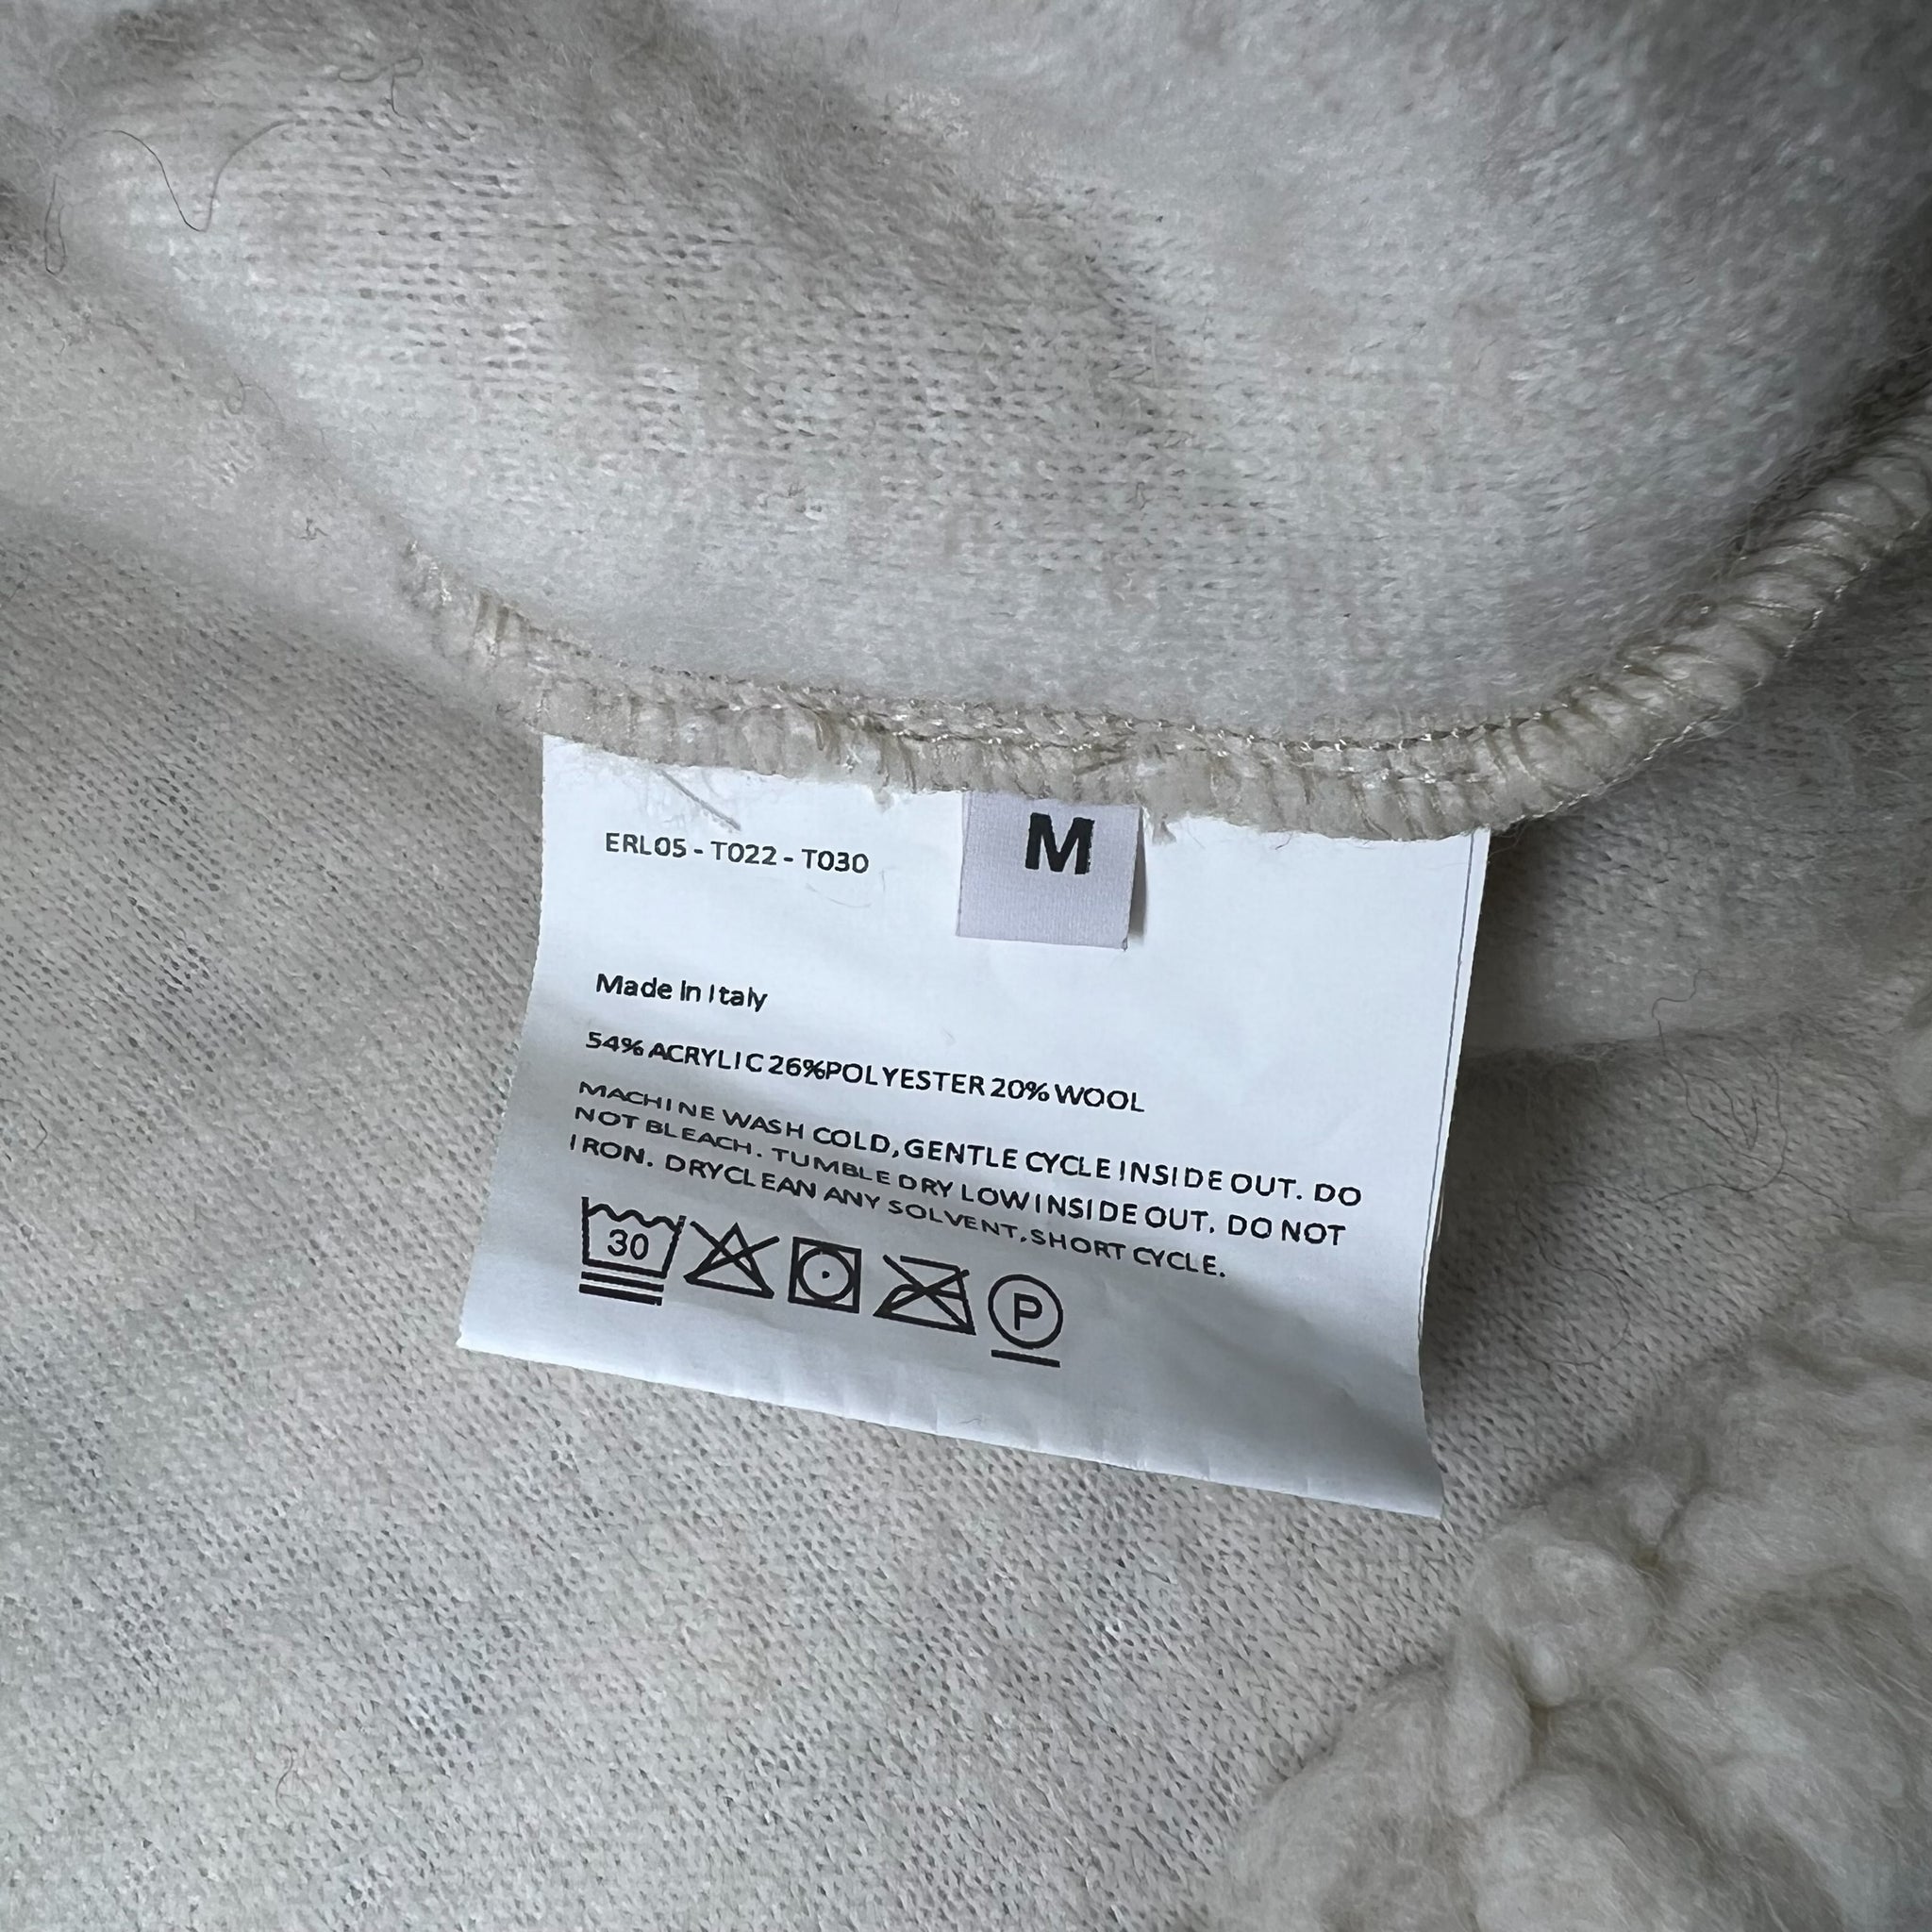 ERL05 - T022 - T030
M
Made in Italy
54% ACRYLIC 26%POLYESTER 20% WOOL
MACHINE WASH COLD, GENTLE CYCLE INSIDE OUT. DO
NOT BLEACH. TUMBLE DRY LOW INSIDE OUT. DO NOT
IRON. DRYCLEAN ANY SOLVENT, SHORT CYCLE.
30
P